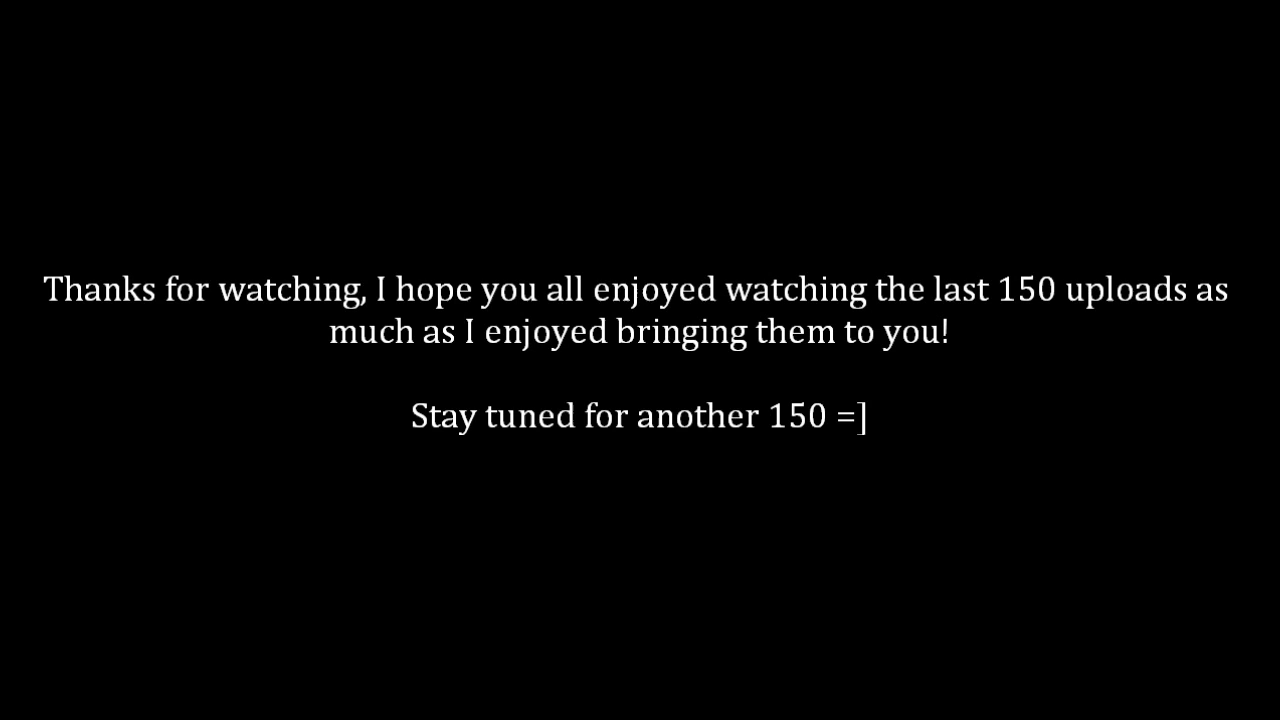 Thanks for watching, I hope you all enjoyed watching the last 150 uploads as
much as I enjoyed bringing them to you!
Stay tuned for another 150 =]